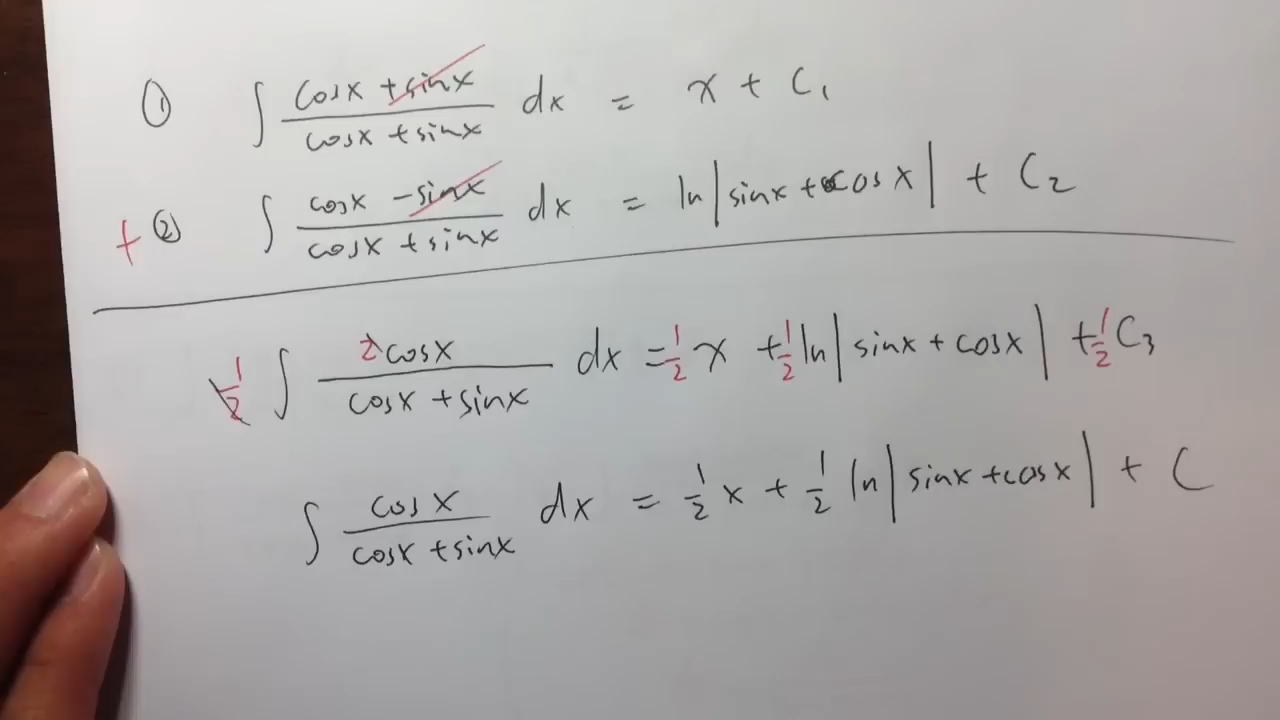 ① ∫ (cosx + sinx)/(cosx + sinx) dx = x + C₁
+ ② ∫ (cosx - sinx)/(cosx + sinx) dx = ln|sinx + cosx| + C₂
1/2 ∫ 2cosx/(cosx + sinx) dx = 1/2 x + 1/2 ln|sinx + cosx| + 1/2 C₃
∫ cosx/(cosx + sinx) dx = 1/2 x + 1/2 ln|sinx + cosx| + C